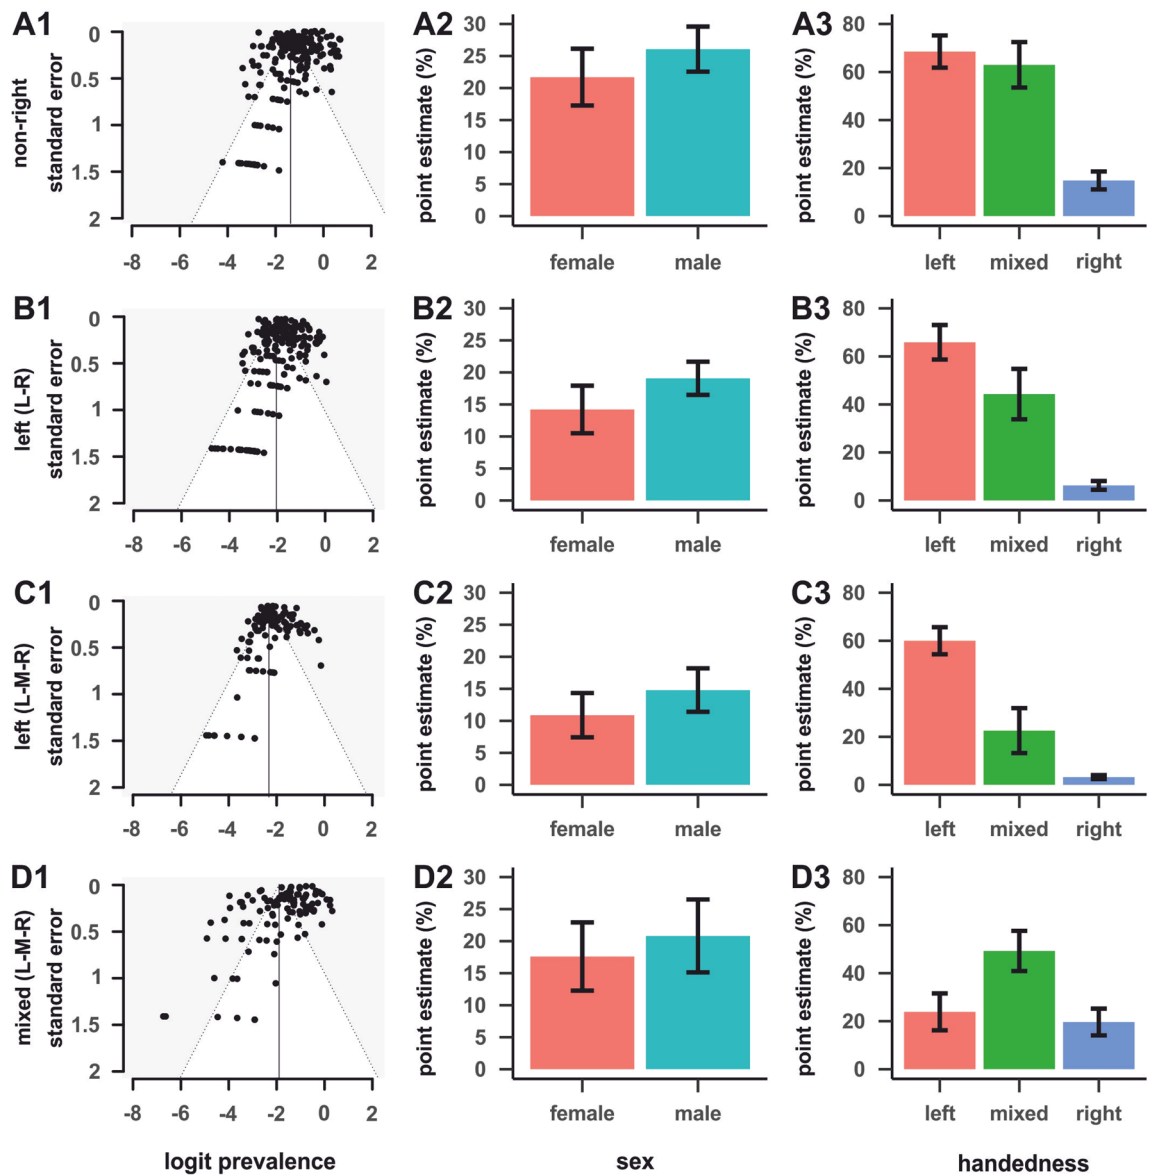 A1
non-right
standard error
0
0.5
1
1.5
2
-8 -6 -4 -2 0 2
A2
point estimate (%)
30
25
20
15
10
5
0
female male
A3
point estimate (%)
80
60
40
20
0
left mixed right
B1
left (L-R)
standard error
0
0.5
1
1.5
2
-8 -6 -4 -2 0 2
B2
point estimate (%)
30
25
20
15
10
5
0
female male
B3
point estimate (%)
80
60
40
20
0
left mixed right
C1
left (L-M-R)
standard error
0
0.5
1
1.5
2
-8 -6 -4 -2 0 2
C2
point estimate (%)
30
25
20
15
10
5
0
female male
C3
point estimate (%)
80
60
40
20
0
left mixed right
D1
mixed (L-M-R)
standard error
0
0.5
1
1.5
2
-8 -6 -4 -2 0 2
logit prevalence
D2
point estimate (%)
30
25
20
15
10
5
0
female male
sex
D3
point estimate (%)
80
60
40
20
0
left mixed right
handedness